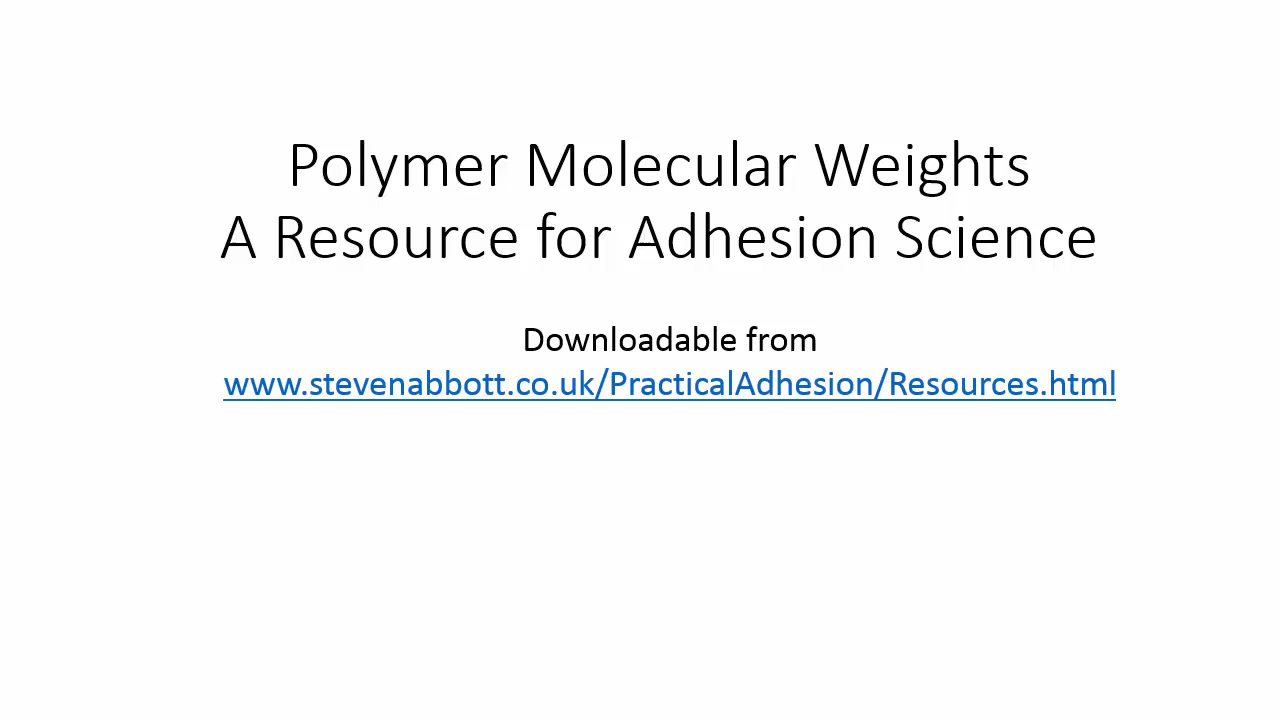 Polymer Molecular Weights
A Resource for Adhesion Science
Downloadable from
www.stevenabbott.co.uk/PracticalAdhesion/Resources.html